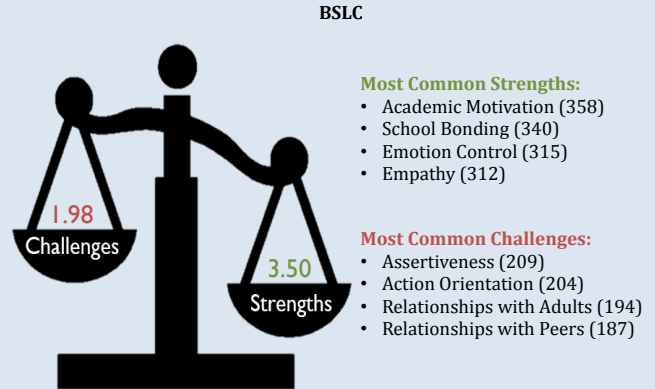 BSLC
1.98
Challenges
3.50
Strengths
Most Common Strengths:
• Academic Motivation (358)
• School Bonding (340)
• Emotion Control (315)
• Empathy (312)
Most Common Challenges:
• Assertiveness (209)
• Action Orientation (204)
• Relationships with Adults (194)
• Relationships with Peers (187)